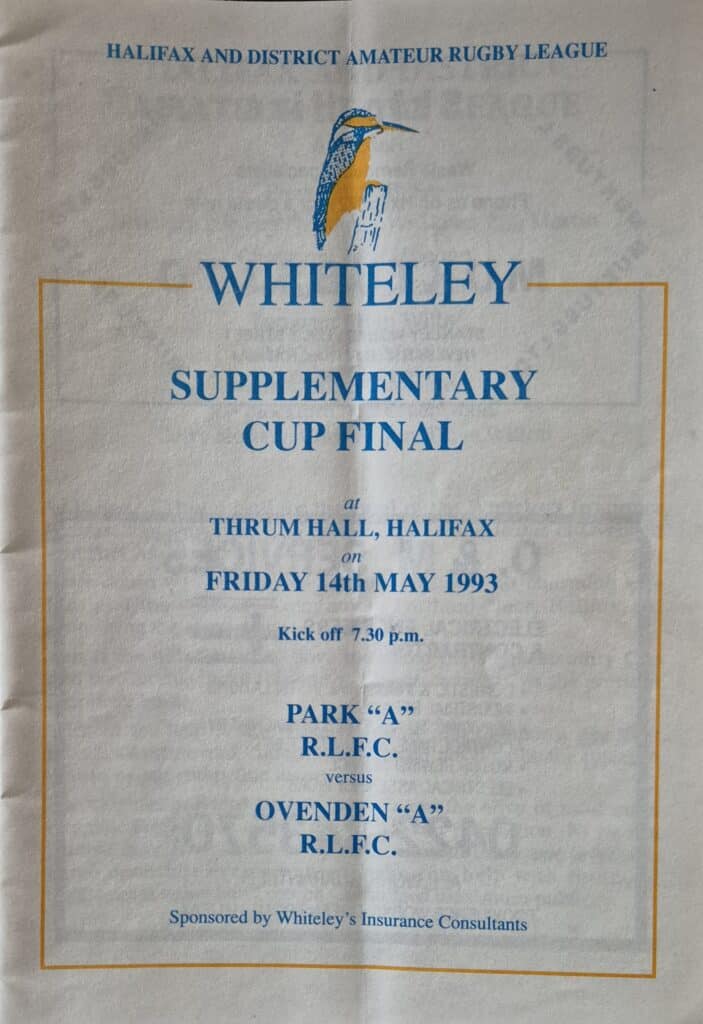 HALIFAX AND DISTRICT AMATEUR RUGBY LEAGUE
WHITELEY
SUPPLEMENTARY
CUP FINAL
at
THRUM HALL, HALIFAX
on
FRIDAY 14th MAY 1993
Kick off 7.30 p.m.
PARK “A”
R.L.F.C.
versus
OVENDEN “A”
R.L.F.C.
Sponsored by Whiteley's Insurance Consultants